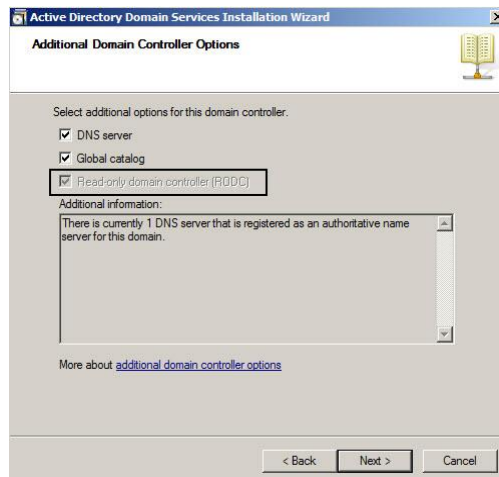 Active Directory Domain Services Installation Wizard
Additional Domain Controller Options
Select additional options for this domain controller.
DNS server
Global catalog
Read-only domain controller (RODC)
Additional information:
There is currently 1 DNS server that is registered as an authoritative name
server for this domain.
More about additional domain controller options
< Back Next > Cancel